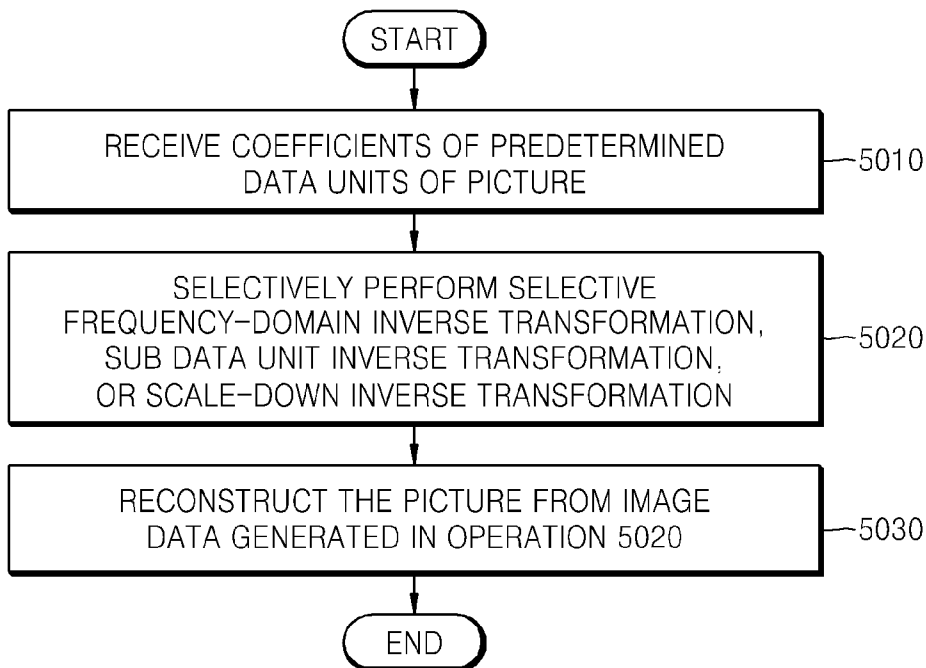 START
RECEIVE COEFFICIENTS OF PREDETERMINED
DATA UNITS OF PICTURE
5010
SELECTIVELY PERFORM SELECTIVE
FREQUENCY-DOMAIN INVERSE TRANSFORMATION,
SUB DATA UNIT INVERSE TRANSFORMATION,
OR SCALE-DOWN INVERSE TRANSFORMATION
5020
RECONSTRUCT THE PICTURE FROM IMAGE
DATA GENERATED IN OPERATION 5020
5030
END